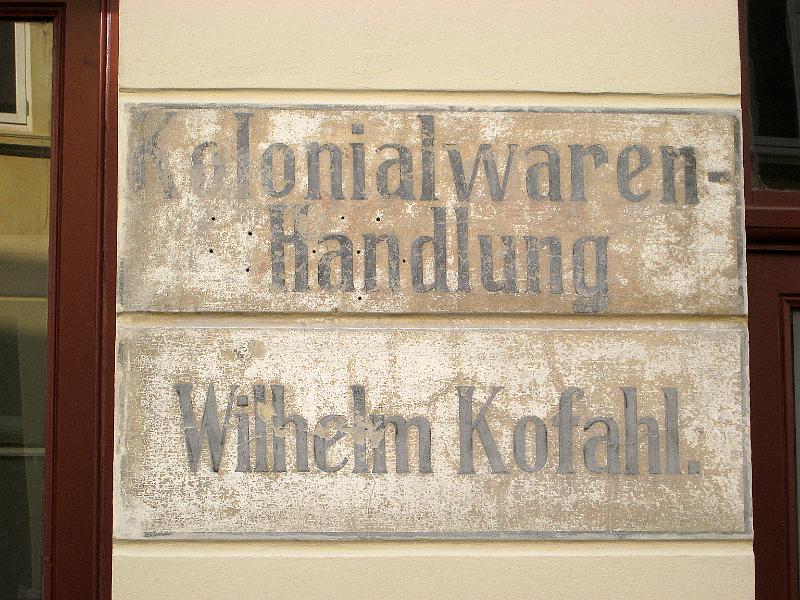 Kolonialwaren-
Handlung
Wilhelm Kofahl.